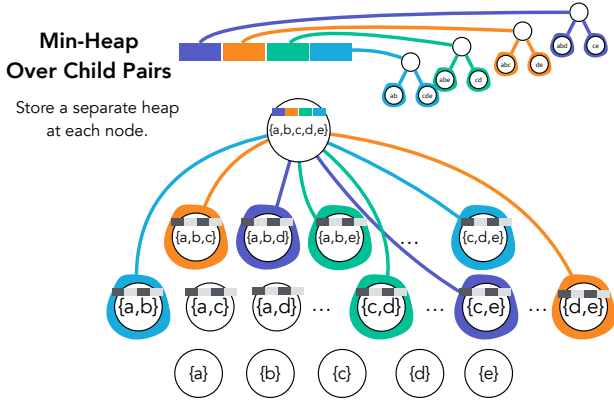 Min-Heap
Over Child Pairs
Store a separate heap
at each node.
abd ce
abc de
abe cd
ab cde
{a,b,c,d,e}
{a,b,c} {a,b,d} {a,b,e} ... {c,d,e}
{a,b} {a,c} {a,d} ... {c,d} ... {c,e} ... {d,e}
{a} {b} {c} {d} {e}